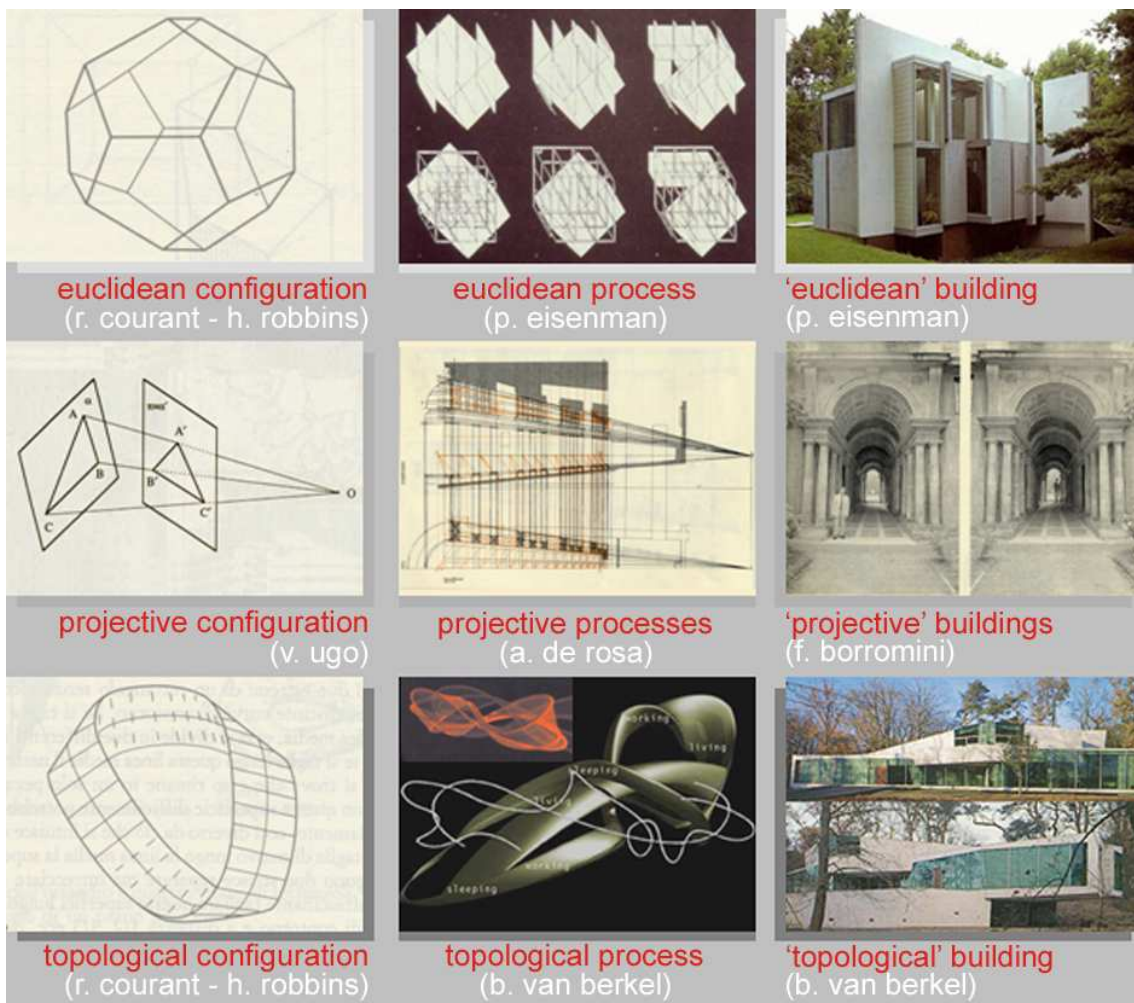 euclidean configuration
(r. courant - h. robbins)
euclidean process
(p. eisenman)
‘euclidean’ building
(p. eisenman)
α
A
B
C
A'
B'
C'
O
projective configuration
(v. ugo)
projective processes
(a. de rosa)
‘projective’ buildings
(f. borromini)
working
living
sleeping
living
working
sleeping
topological configuration
(r. courant - h. robbins)
topological process
(b. van berkel)
‘topological’ building
(b. van berkel)